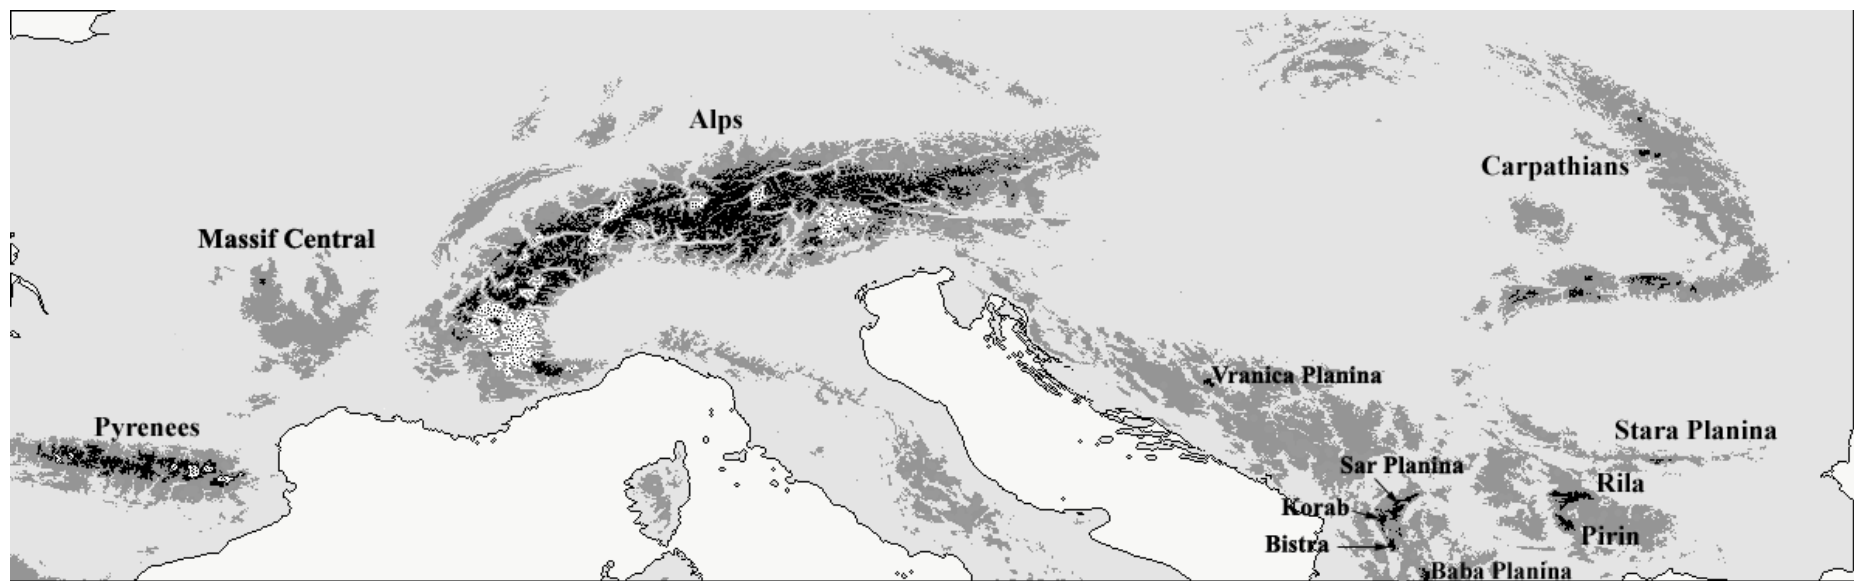 Alps
Carpathians
Massif Central
Vranica Planina
Pyrenees
Stara Planina
Sar Planina
Rila
Korab
Pirin
Bistra
Baba Planina